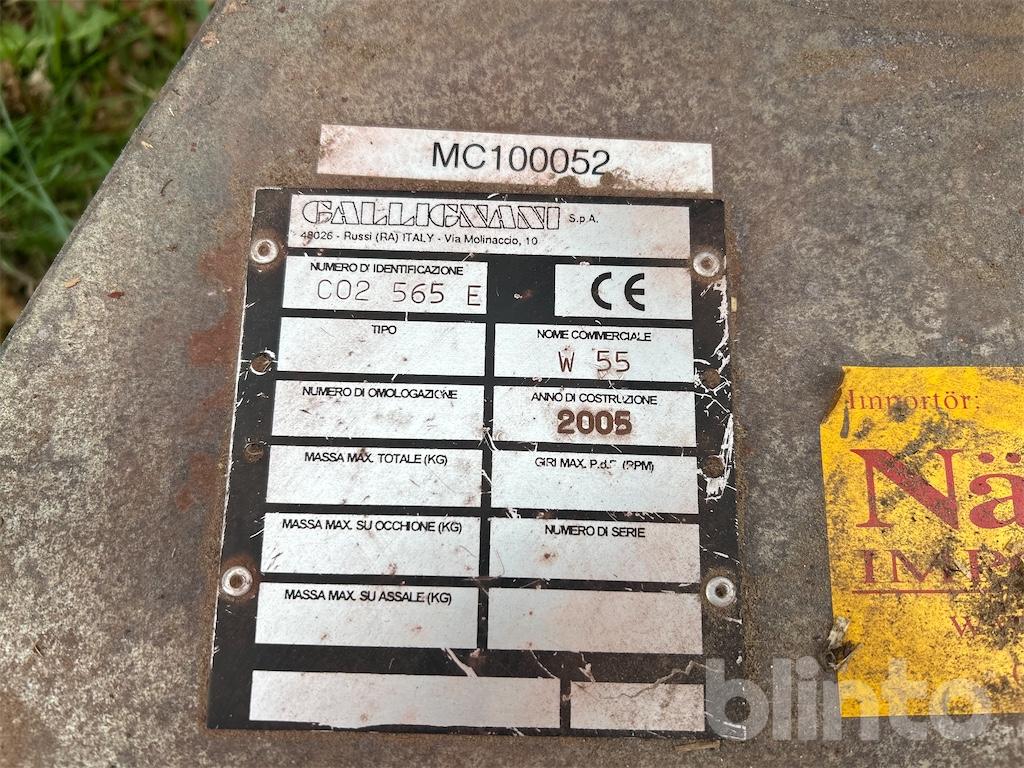 MC100052
GALLIGNANI S.p.A.
48026 - Russi (RA) ITALY - Via Molinaccio, 10
NUMERO D'IDENTIFICAZIONE
C02 565 E
CE
TIPO
NOME COMMERCIALE
W 55
NUMERO DI OMOLOGAZIONE
ANNO DI COSTRUZIONE
2005
MASSA MAX. TOTALE (KG)
GIRI MAX. P.d.F. (RPM)
MASSA MAX. SU OCCHIONE (KG)
NUMERO DI SERIE
MASSA MAX. SU ASSALE (KG)
Importör:
Nä
IMP
blinto